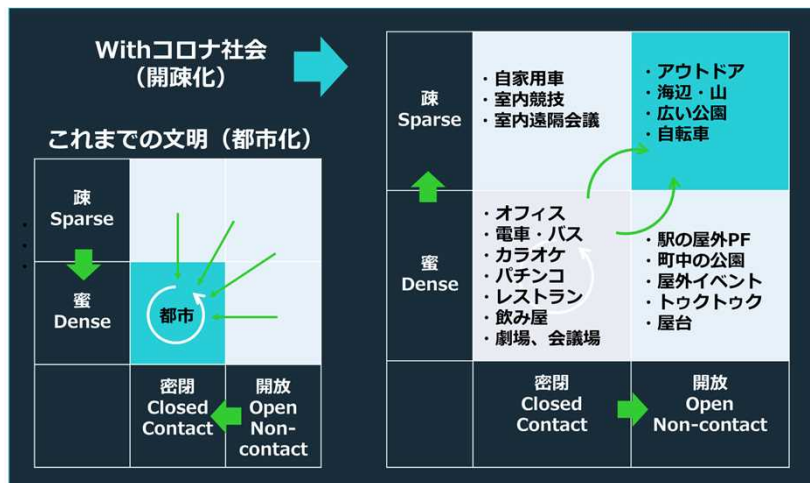 Withコロナ社会
（開疎化）
これまでの文明（都市化）
疎
Sparse
蜜
Dense
都市
密閉
Closed
Contact
開放
Open
Non-
contact
疎
Sparse
・自家用車
・室内競技
・室内遠隔会議
・アウトドア
・海辺・山
・広い公園
・自転車
蜜
Dense
・オフィス
・電車・バス
・カラオケ
・パチンコ
・レストラン
・飲み屋
・劇場、会議場
・駅の屋外PF
・町中の公園
・屋外イベント
・トゥクトゥク
・屋台
密閉
Closed
Contact
開放
Open
Non-contact